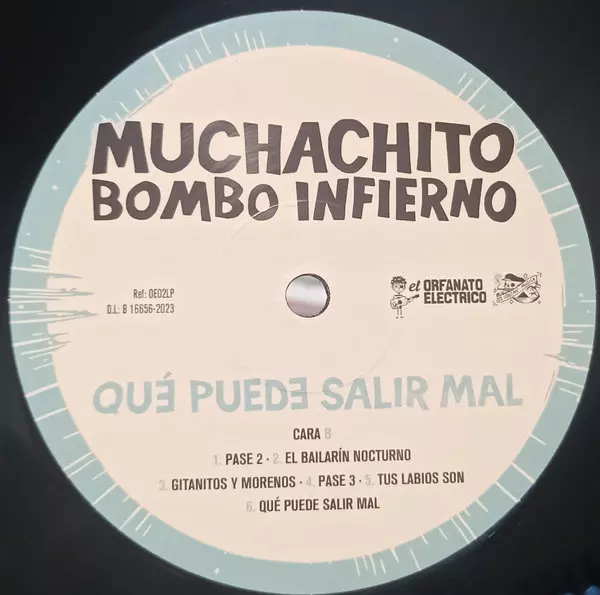 MUCHACHITO
BOMBO INFIERNO
Ref: OE02LP
D.L: B 16656-2023
el ORFANATO
ELECTRICO
QUÉ PUEDE SALIR MAL
CARA B
1. PASE 2 · 2. EL BAILARÍN NOCTURNO
3. GITANITOS Y MORENOS · 4. PASE 3 · 5. TUS LABIOS SON
6. QUÉ PUEDE SALIR MAL